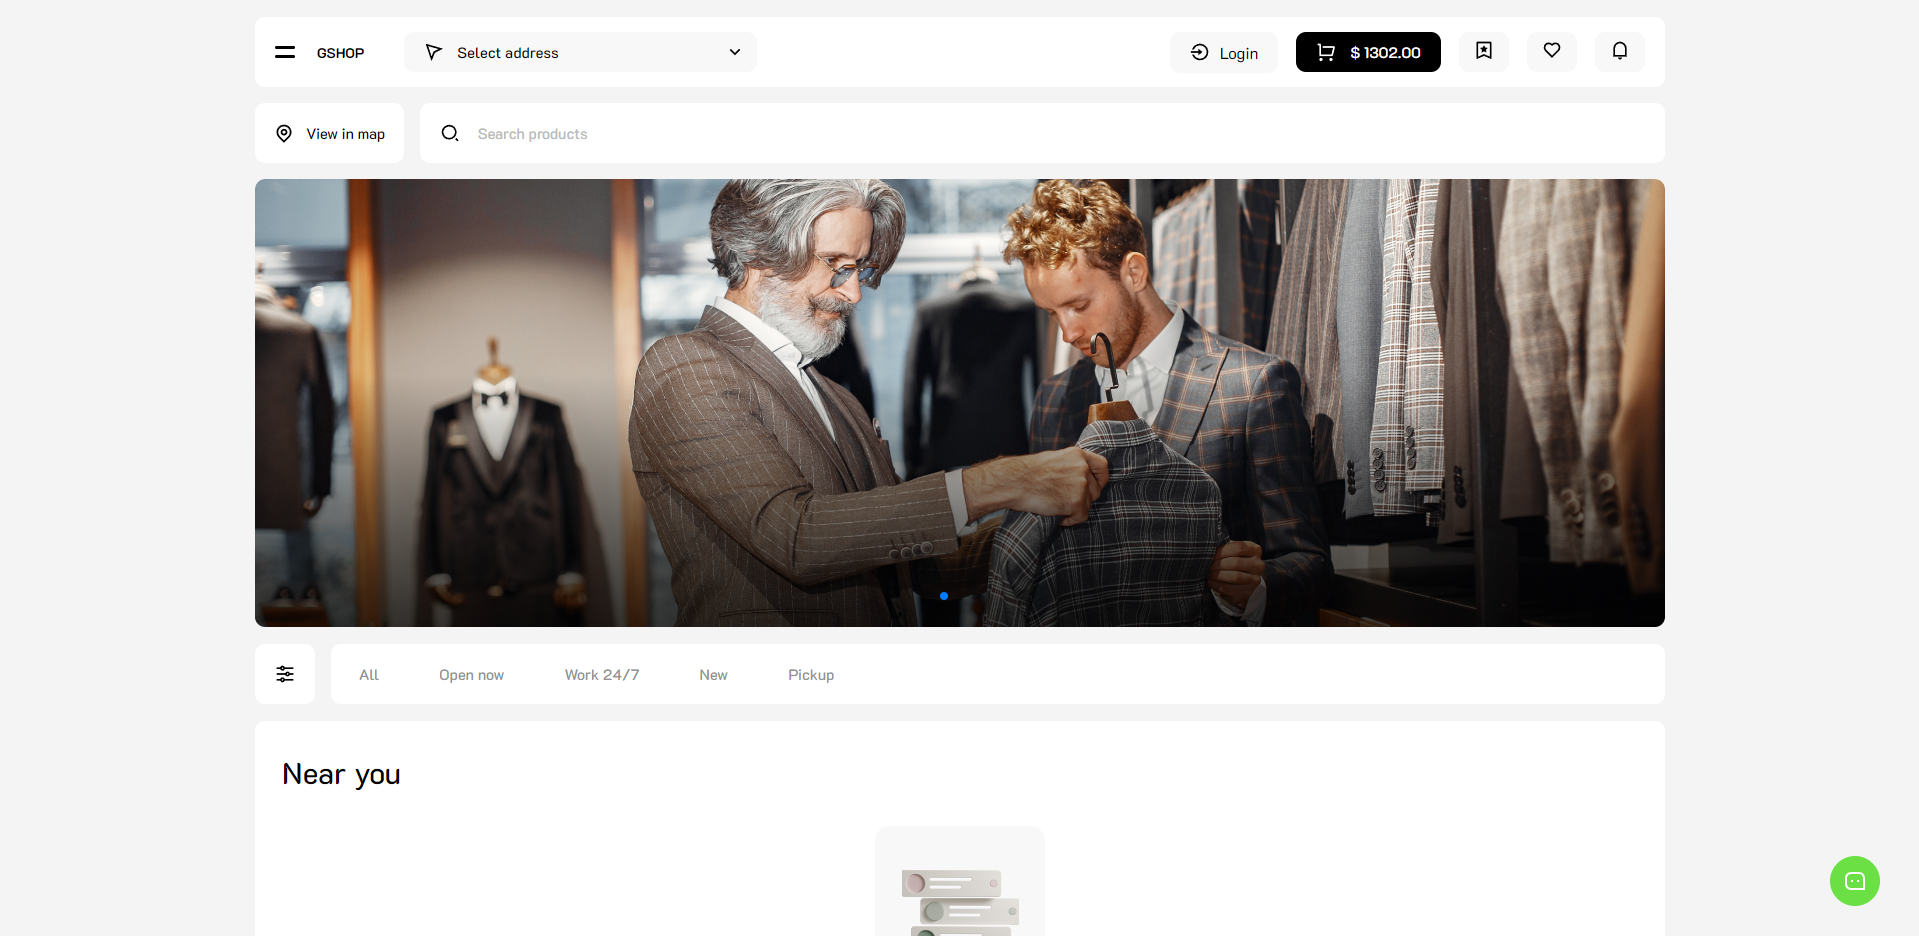 GSHOP
Select address
Login
$ 1302.00
View in map
Search products
All
Open now
Work 24/7
New
Pickup
Near you